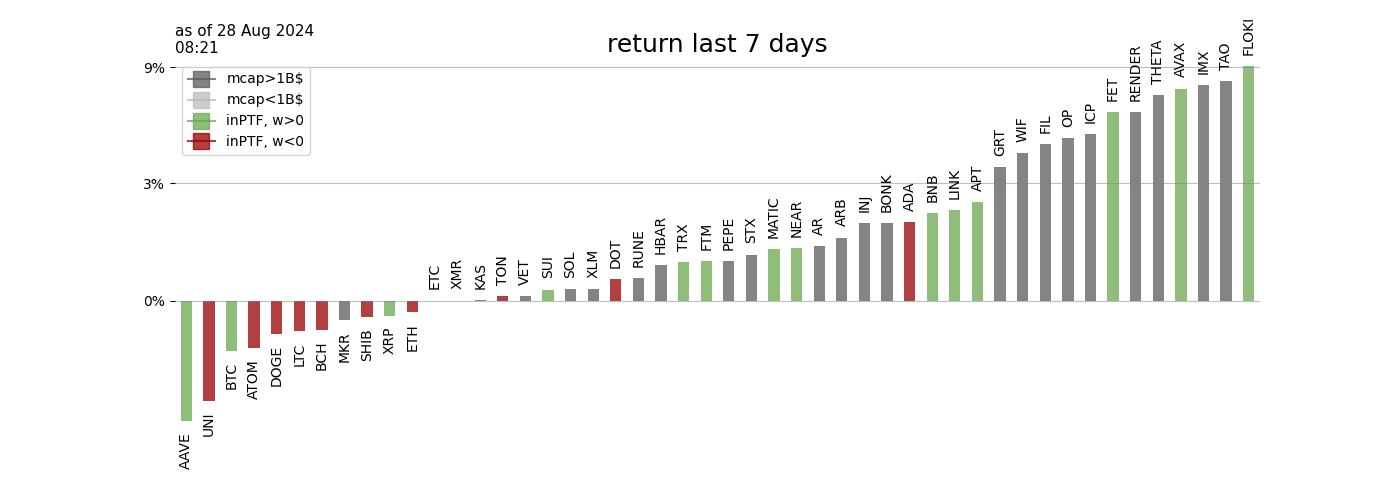 as of 28 Aug 2024
08:21
return last 7 days
mcap>1B$
mcap<1B$
inPTF, w>0
inPTF, w<0
9%
3%
0%
AAVE
UNI
BTC
ATOM
DOGE
LTC
BCH
MKR
SHIB
XRP
ETH
ETC
XMR
KAS
TON
VET
SUI
SOL
XLM
DOT
RUNE
HBAR
TRX
FTM
PEPE
STX
MATIC
NEAR
AR
ARB
INJ
BONK
ADA
BNB
LINK
APT
GRT
WIF
FIL
OP
ICP
FET
RENDER
THETA
AVAX
IMX
TAO
FLOKI